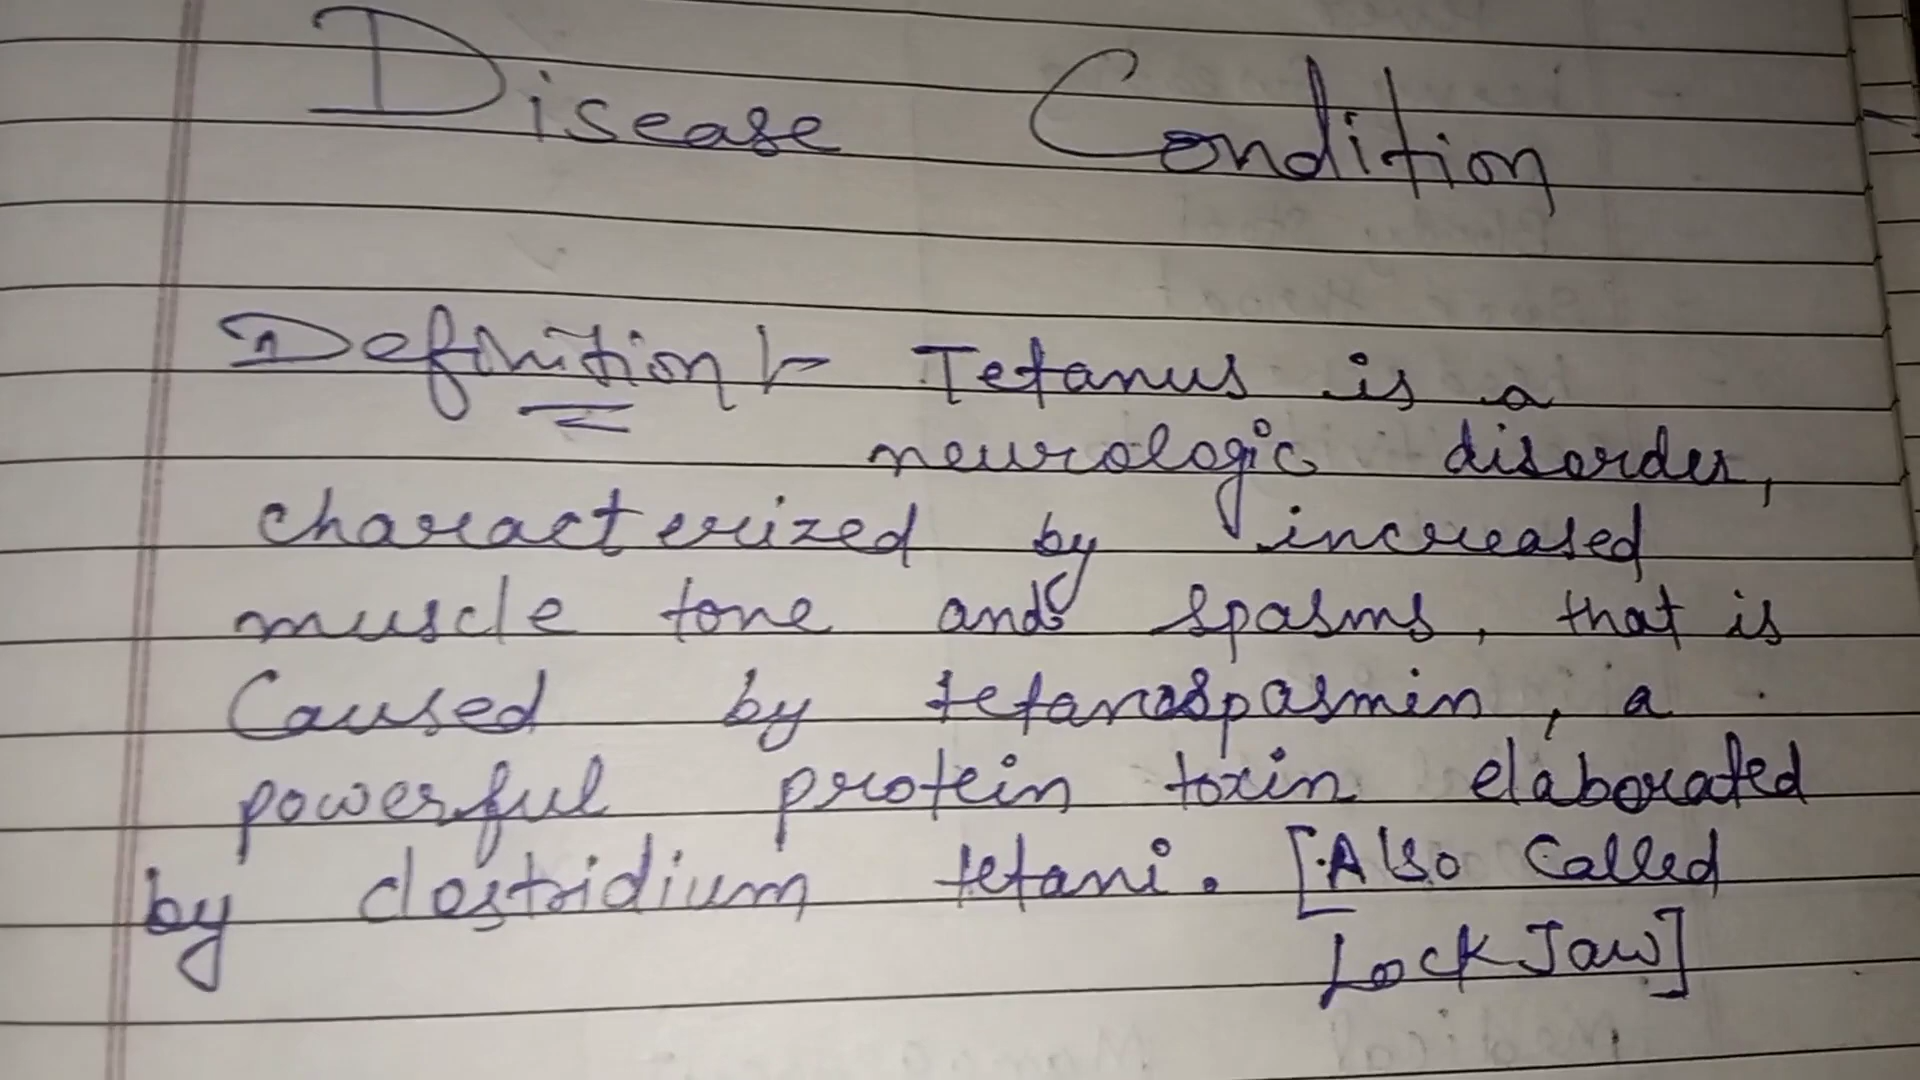 Disease Condition
Definition :- Tetanus is a
neurologic disorder,
characterized by increased
muscle tone and spasms, that is
Caused by tetanospasmin, a
powerful protein toxin elaborated
by clostridium tetani. [Also Called
Lock Jaw]